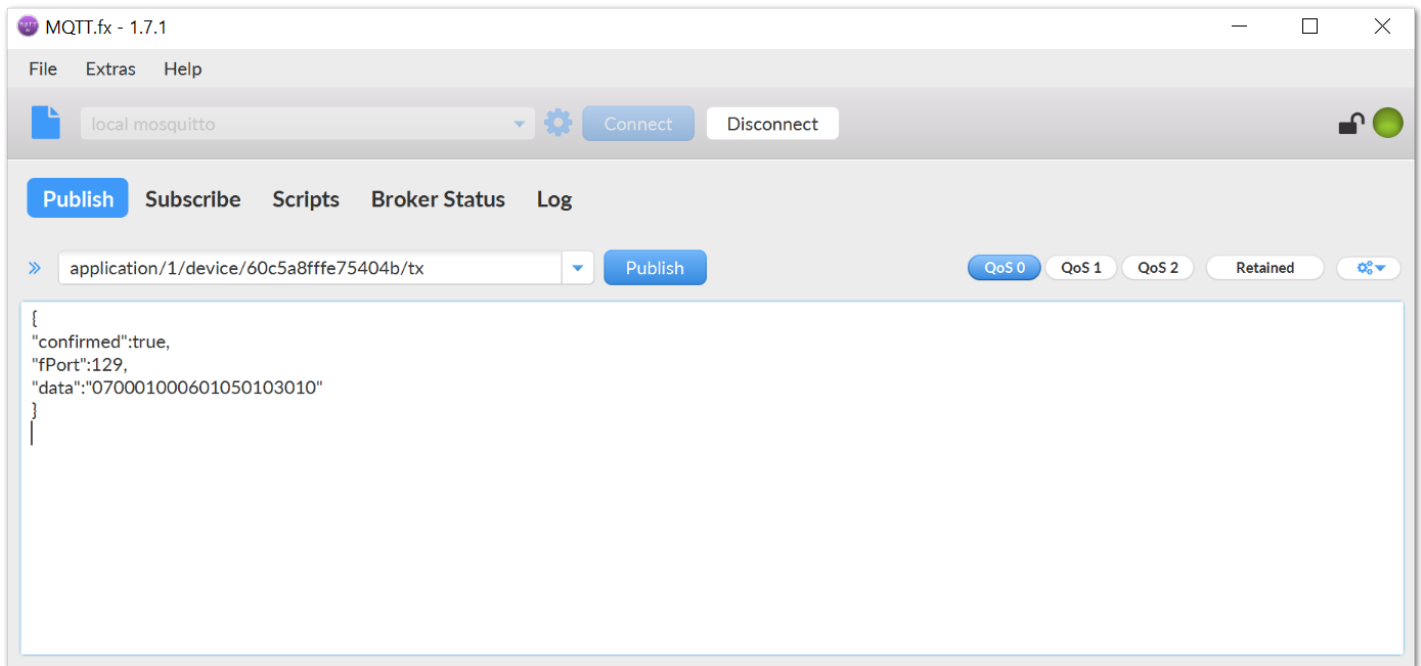 MQTT.fx - 1.7.1
File Extras Help
local mosquitto Connect Disconnect
Publish Subscribe Scripts Broker Status Log
application/1/device/60c5a8fffe75404b/tx Publish QoS 0 QoS 1 QoS 2 Retained
{
"confirmed":true,
"fPort":129,
"data":"070001000601050103010"
}